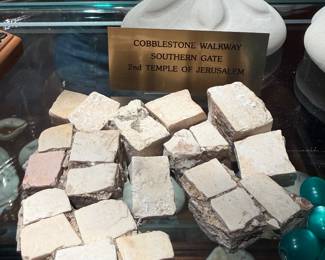 COBBLESTONE WALKWAY
SOUTHERN GATE
2nd TEMPLE OF JERUSALEM